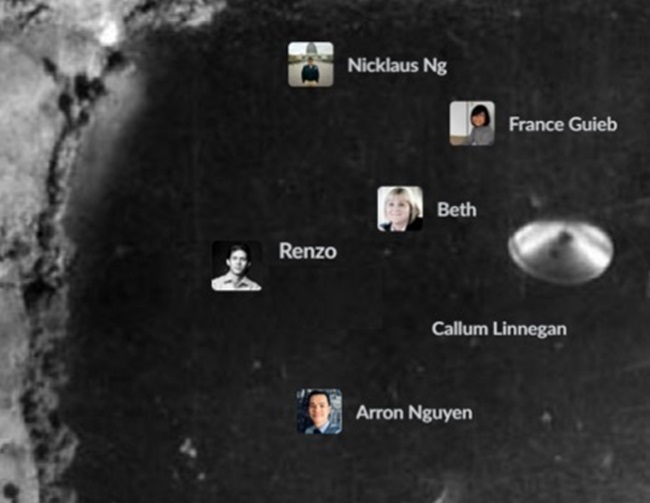 Nicklaus Ng
France Guieb
Beth
Renzo
Callum Linnegan
Arron Nguyen